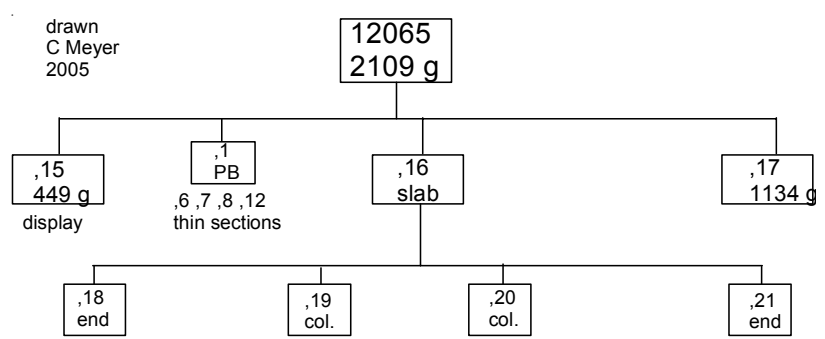 drawn
C Meyer
2005
12065
2109 g
,15
449 g
display
,1
PB
,6 ,7 ,8 ,12
thin sections
,16
slab
,17
1134 g
,18
end
,19
col.
,20
col.
,21
end